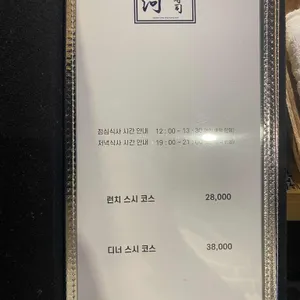 河
점심식사 시간 안내 12:00 - 13:30
저녁식사 시간 안내 19:00 -
런치 스시 코스 28,000
디너 스시 코스 38,000